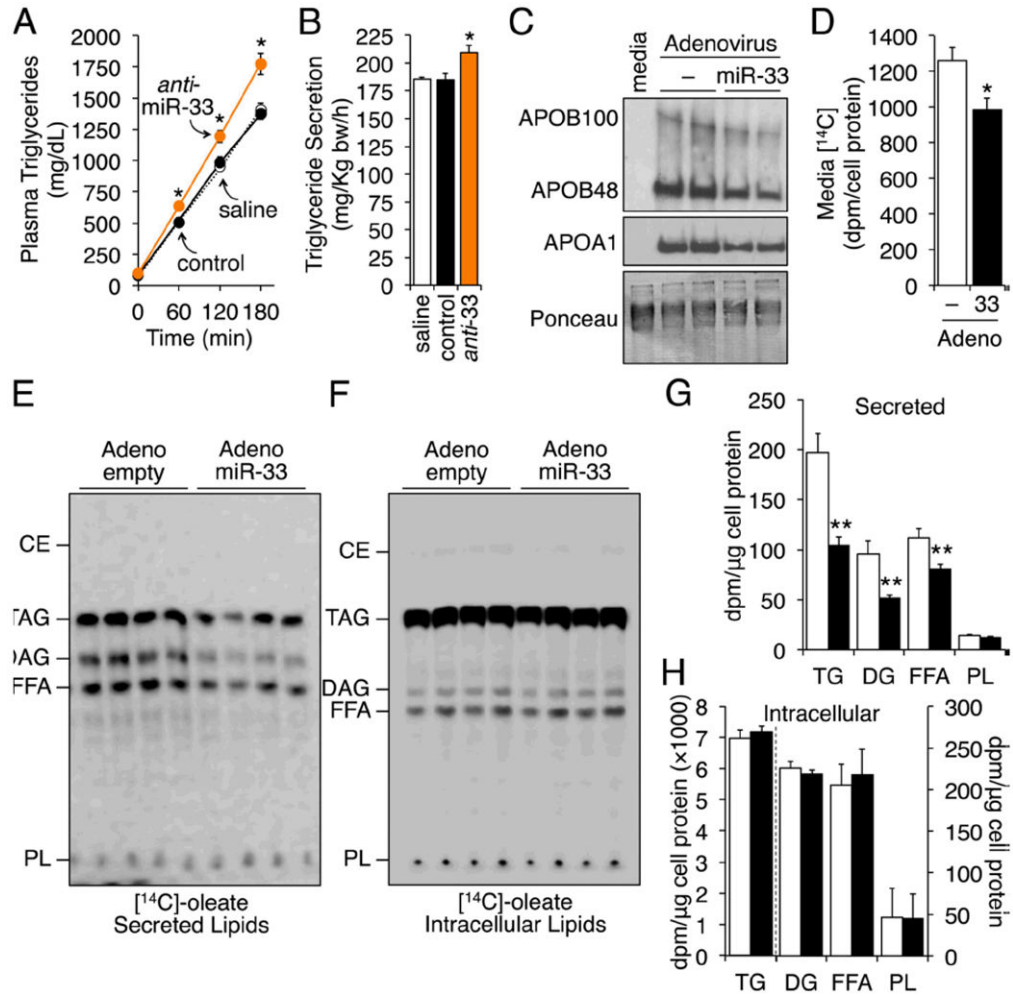 A
Plasma Triglycerides
(mg/dL)
2000
1750
1500
1250
1000
750
500
250
0
anti-
miR-33
*
*
*
saline
control
0 60 120 180
Time (min)
B
Triglyceride Secretion
(mg/Kg bw/h)
225
200
175
150
125
100
75
50
25
0
*
saline
control
anti-33
C
media
Adenovirus
– miR-33
APOB100
APOB48
APOA1
Ponceau
D
Media [14C]
(dpm/cell protein)
1400
1200
1000
800
600
400
200
0
*
– 33
Adeno
E
Adeno
empty
Adeno
miR-33
CE
TAG
DAG
FFA
PL
[14C]-oleate
Secreted Lipids
F
Adeno
empty
Adeno
miR-33
CE
TAG
DAG
FFA
PL
[14C]-oleate
Intracellular Lipids
G
Secreted
dpm/μg cell protein
250
200
150
100
50
0
**
**
**
TG DG FFA PL
H
Intracellular
dpm/μg cell protein (×1000)
8
7
6
5
4
3
2
1
0
300
250
200
150
100
50
0
dpm/μg cell protein
TG DG FFA PL